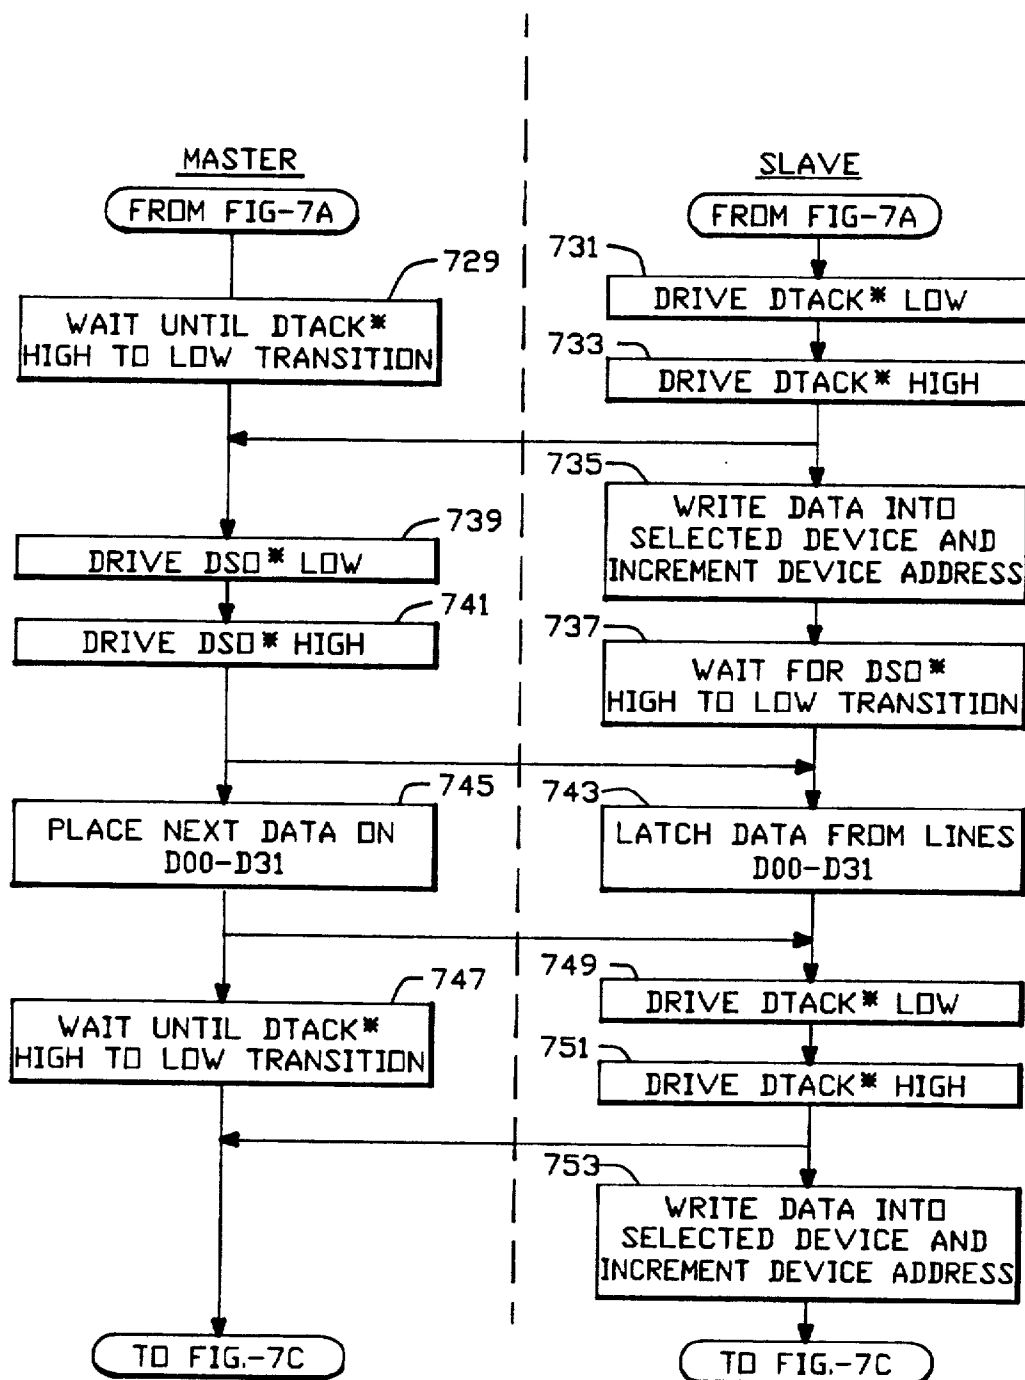 MASTER
FROM FIG-7A
729
WAIT UNTIL DTACK*
HIGH TO LOW TRANSITION
739
DRIVE DS0* LOW
741
DRIVE DS0* HIGH
745
PLACE NEXT DATA ON
D00-D31
747
WAIT UNTIL DTACK*
HIGH TO LOW TRANSITION
TO FIG.-7C
SLAVE
FROM FIG-7A
731
DRIVE DTACK* LOW
733
DRIVE DTACK* HIGH
735
WRITE DATA INTO
SELECTED DEVICE AND
INCREMENT DEVICE ADDRESS
737
WAIT FOR DS0*
HIGH TO LOW TRANSITION
743
LATCH DATA FROM LINES
D00-D31
749
DRIVE DTACK* LOW
751
DRIVE DTACK* HIGH
753
WRITE DATA INTO
SELECTED DEVICE AND
INCREMENT DEVICE ADDRESS
TO FIG.-7C